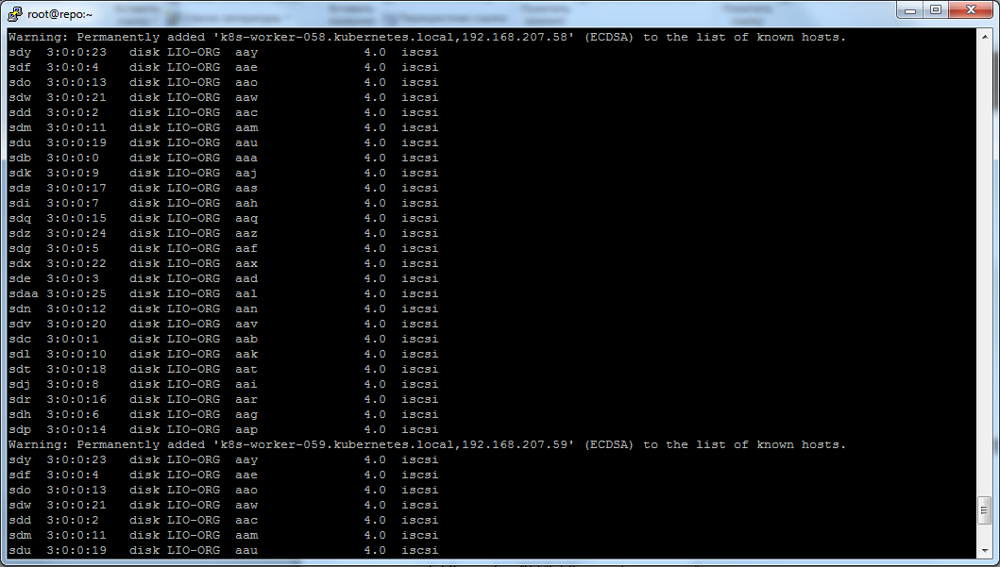 root@repo:~
Warning: Permanently added 'k8s-worker-058.kubernetes.local,192.168.207.58' (ECDSA) to the list of known hosts.
sdy 3:0:0:23 disk LIO-ORG aay 4.0 iscsi
sdf 3:0:0:4 disk LIO-ORG aae 4.0 iscsi
sdo 3:0:0:13 disk LIO-ORG aao 4.0 iscsi
sdw 3:0:0:21 disk LIO-ORG aaw 4.0 iscsi
sdd 3:0:0:2 disk LIO-ORG aac 4.0 iscsi
sdm 3:0:0:11 disk LIO-ORG aam 4.0 iscsi
sdu 3:0:0:19 disk LIO-ORG aau 4.0 iscsi
sdb 3:0:0:0 disk LIO-ORG aaa 4.0 iscsi
sdk 3:0:0:9 disk LIO-ORG aaj 4.0 iscsi
sds 3:0:0:17 disk LIO-ORG aas 4.0 iscsi
sdi 3:0:0:7 disk LIO-ORG aah 4.0 iscsi
sdq 3:0:0:15 disk LIO-ORG aaq 4.0 iscsi
sdz 3:0:0:24 disk LIO-ORG aaz 4.0 iscsi
sdg 3:0:0:5 disk LIO-ORG aaf 4.0 iscsi
sdx 3:0:0:22 disk LIO-ORG aax 4.0 iscsi
sde 3:0:0:3 disk LIO-ORG aad 4.0 iscsi
sdaa 3:0:0:25 disk LIO-ORG aal 4.0 iscsi
sdn 3:0:0:12 disk LIO-ORG aan 4.0 iscsi
sdv 3:0:0:20 disk LIO-ORG aav 4.0 iscsi
sdc 3:0:0:1 disk LIO-ORG aab 4.0 iscsi
sdl 3:0:0:10 disk LIO-ORG aak 4.0 iscsi
sdt 3:0:0:18 disk LIO-ORG aat 4.0 iscsi
sdj 3:0:0:8 disk LIO-ORG aai 4.0 iscsi
sdr 3:0:0:16 disk LIO-ORG aar 4.0 iscsi
sdh 3:0:0:6 disk LIO-ORG aag 4.0 iscsi
sdp 3:0:0:14 disk LIO-ORG aap 4.0 iscsi
Warning: Permanently added 'k8s-worker-059.kubernetes.local,192.168.207.59' (ECDSA) to the list of known hosts.
sdy 3:0:0:23 disk LIO-ORG aay 4.0 iscsi
sdf 3:0:0:4 disk LIO-ORG aae 4.0 iscsi
sdo 3:0:0:13 disk LIO-ORG aao 4.0 iscsi
sdw 3:0:0:21 disk LIO-ORG aaw 4.0 iscsi
sdd 3:0:0:2 disk LIO-ORG aac 4.0 iscsi
sdm 3:0:0:11 disk LIO-ORG aam 4.0 iscsi
sdu 3:0:0:19 disk LIO-ORG aau 4.0 iscsi